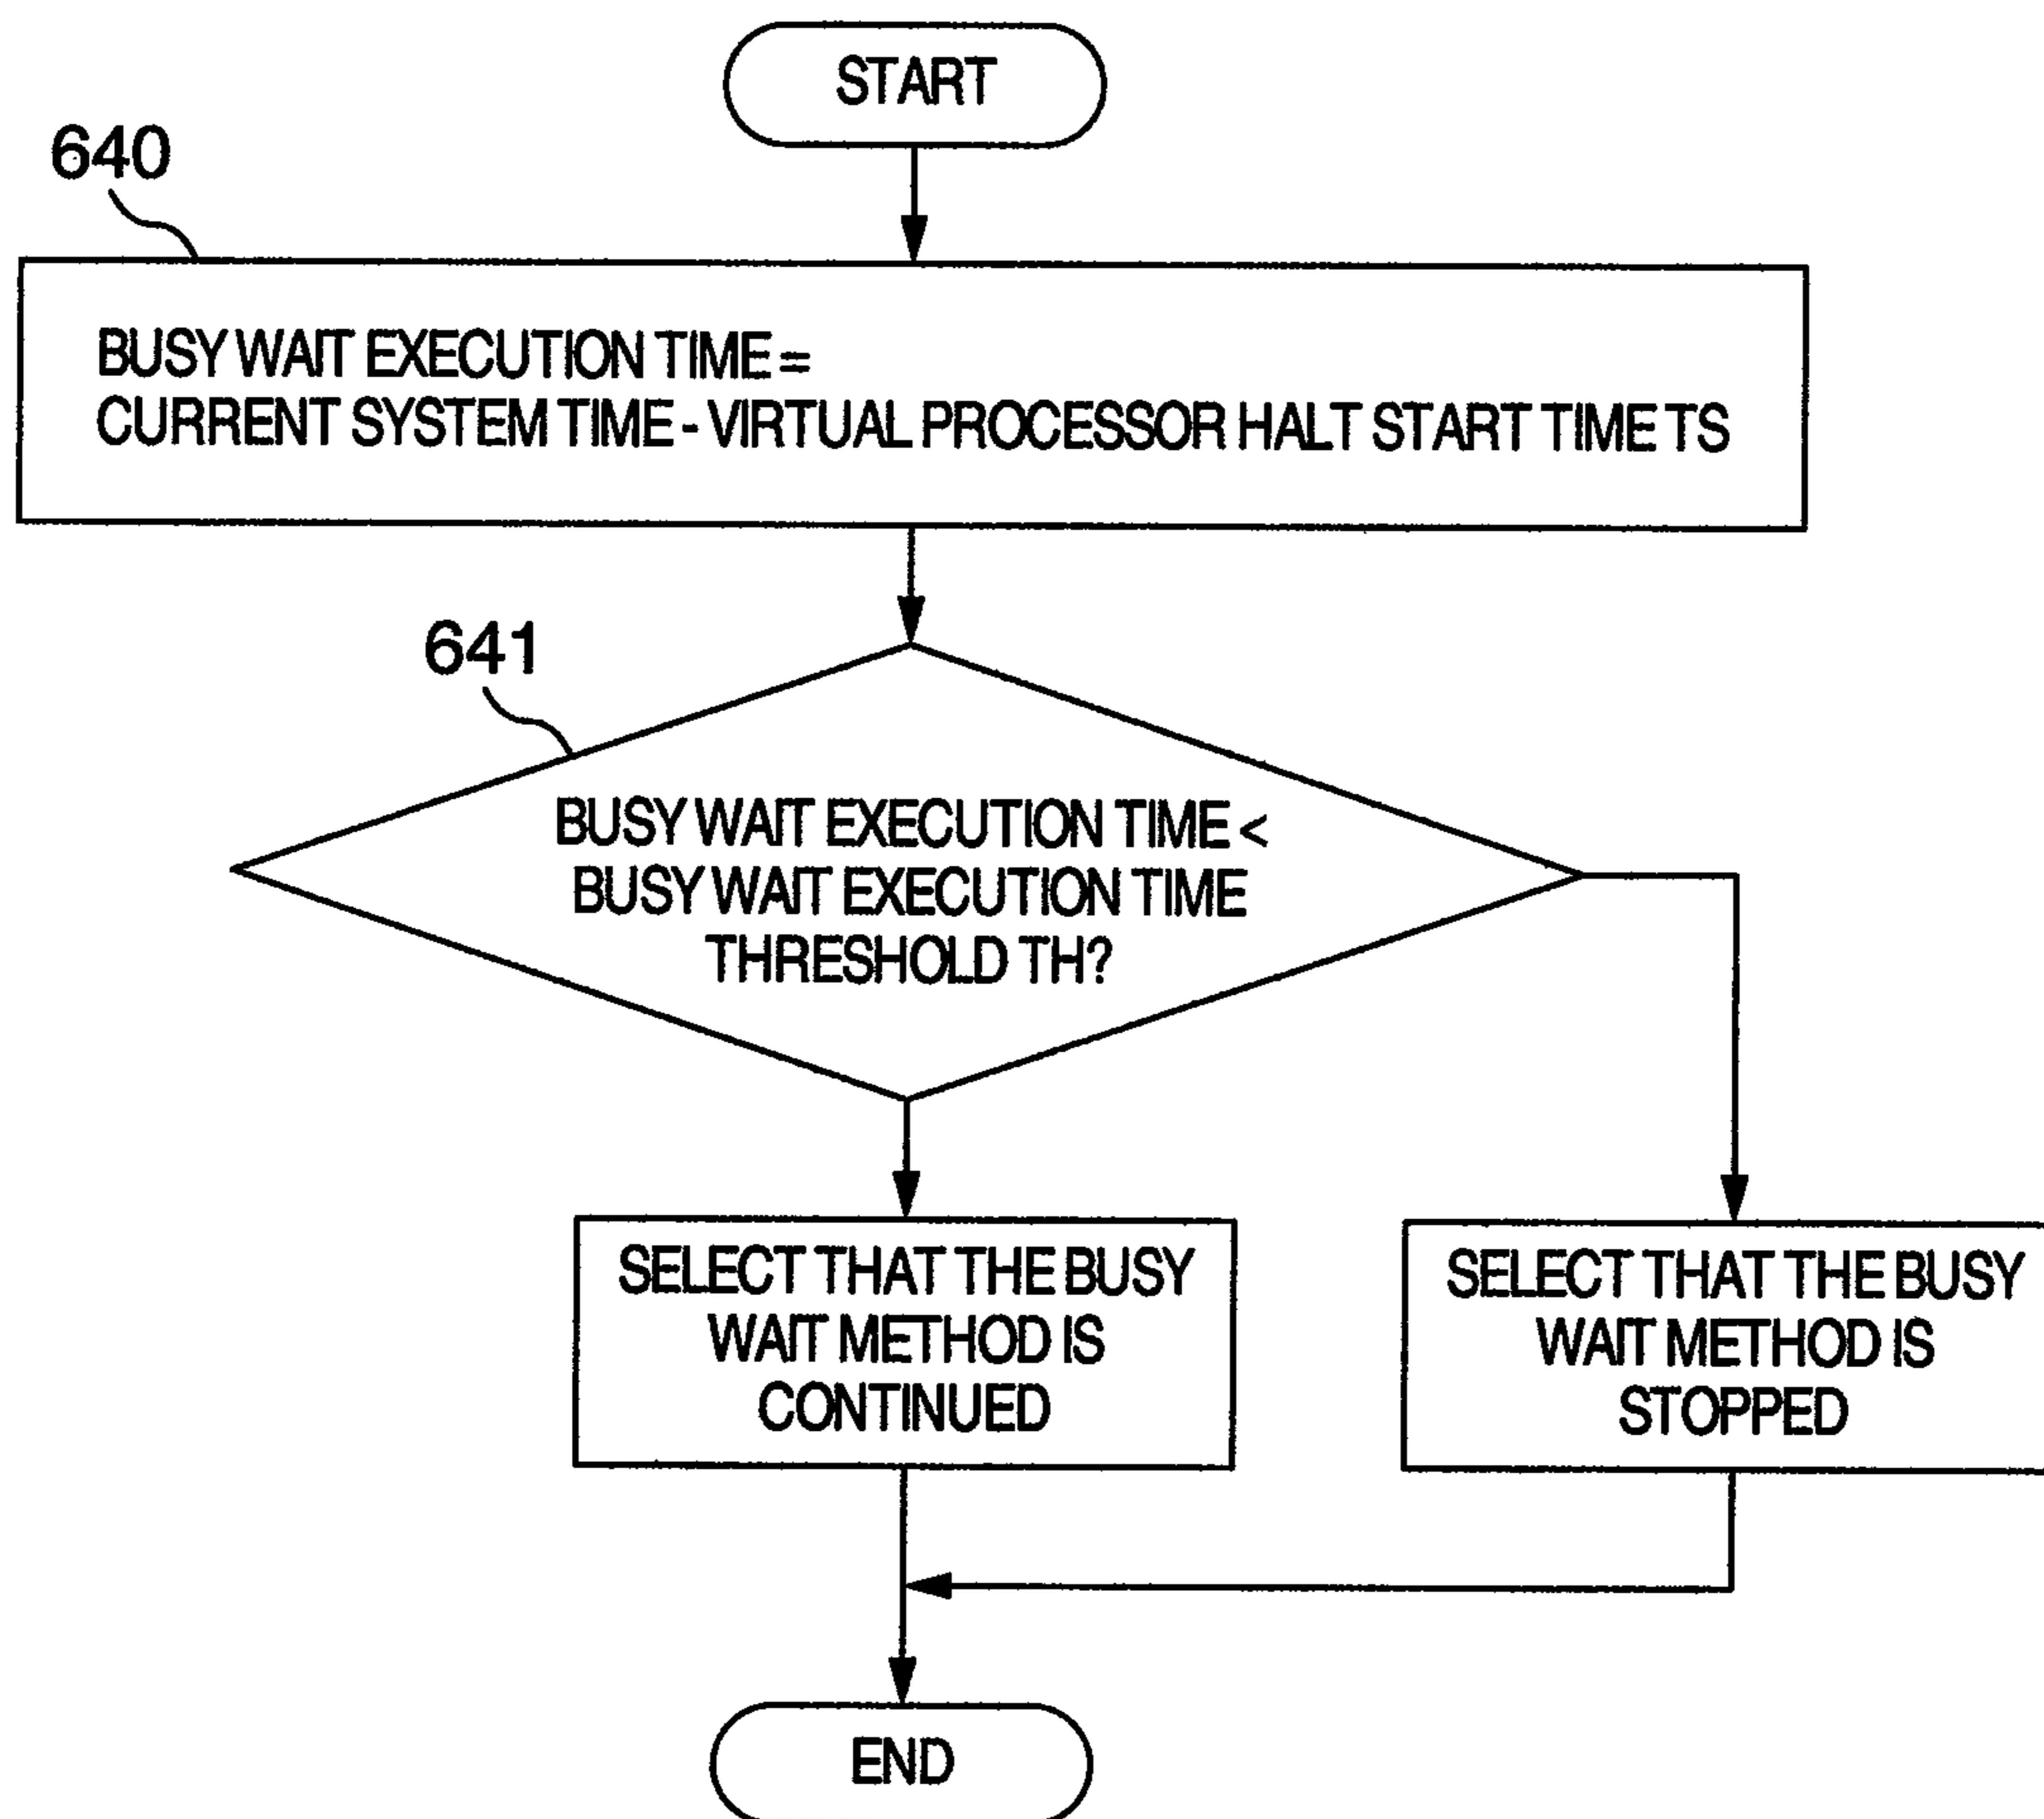 START
640
BUSY WAIT EXECUTION TIME =
CURRENT SYSTEM TIME - VIRTUAL PROCESSOR HALT START TIME TS
641
BUSY WAIT EXECUTION TIME <
BUSY WAIT EXECUTION TIME
THRESHOLD TH?
SELECT THAT THE BUSY
WAIT METHOD IS
CONTINUED
SELECT THAT THE BUSY
WAIT METHOD IS
STOPPED
END